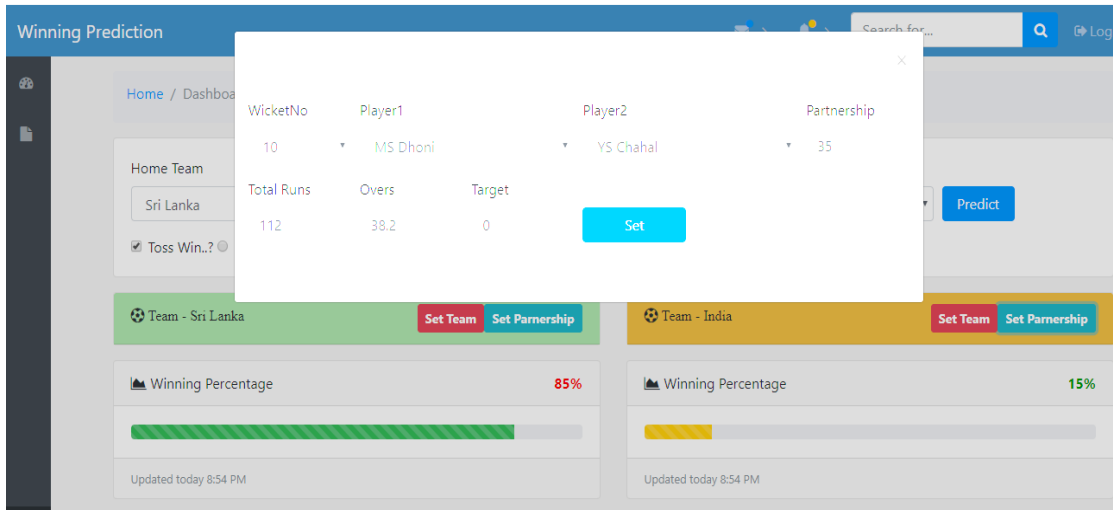 Winning Prediction
Search for...
Log
Home / Dashboa
WicketNo Player1 Player2 Partnership
10 MS Dhoni YS Chahal 35
Home Team
Total Runs Overs Target
Sri Lanka
112 38.2 0 Set
Predict
Toss Win..?
Team - Sri Lanka Set Team Set Parnership
Team - India Set Team Set Parnership
Winning Percentage 85%
Winning Percentage 15%
Updated today 8:54 PM
Updated today 8:54 PM